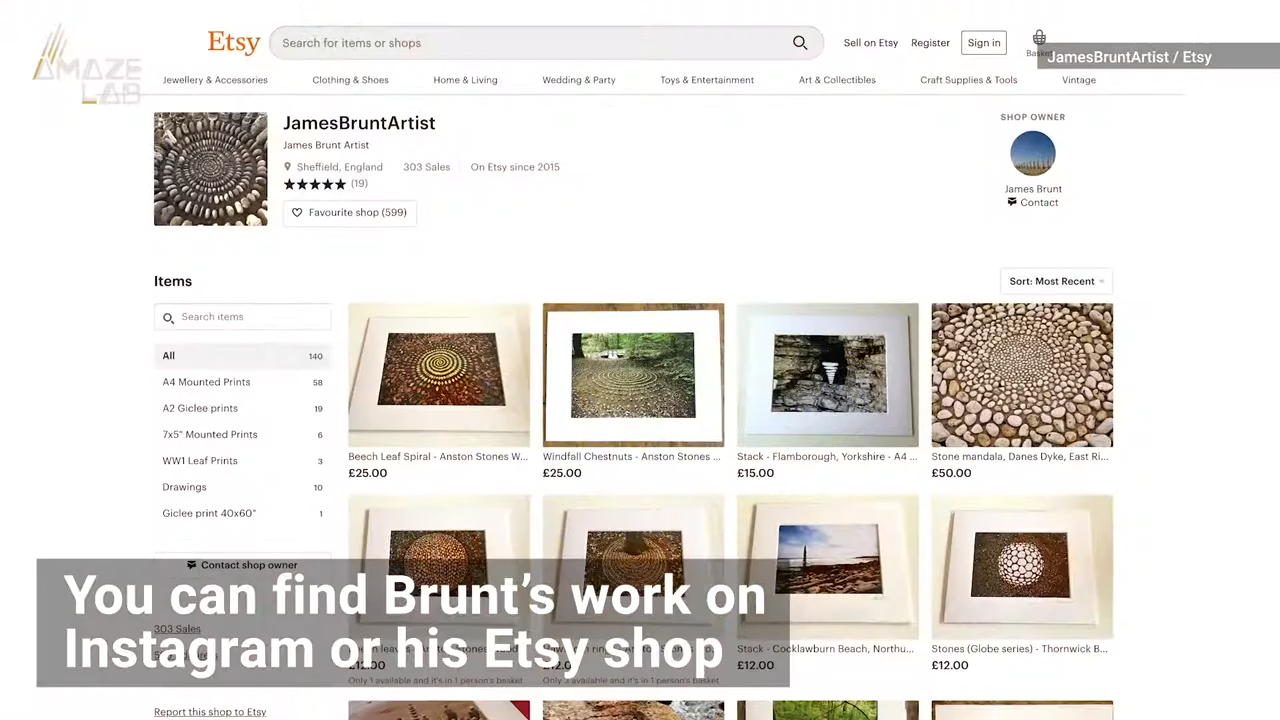 AMAZE
LAB
Etsy
Search for items or shops
Sell on Etsy
Register
Sign in
JamesBruntArtist / Etsy
Jewellery & Accessories
Clothing & Shoes
Home & Living
Wedding & Party
Toys & Entertainment
Art & Collectibles
Craft Supplies & Tools
Vintage
JamesBruntArtist
James Brunt Artist
Sheffield, England
303 Sales
On Etsy since 2015
(19)
Favourite shop (599)
SHOP OWNER
James Brunt
Contact
Items
Sort: Most Recent
Search items
All 140
A4 Mounted Prints 58
A2 Giclee prints 19
7x5" Mounted Prints 6
WW1 Leaf Prints 3
Drawings 10
Giclee print 40x60" 1
Contact shop owner
303 Sales
Report this shop to Etsy
Beech Leaf Spiral - Anston Stones W...
£25.00
Windfall Chestnuts - Anston Stones ...
£25.00
Stack - Flamborough, Yorkshire - A4 ...
£15.00
Stone mandala, Danes Dyke, East Ri...
£50.00
£12.00
Only 1 available and it's in 1 person's basket
Stack - Cocklawburn Beach, Northu...
£12.00
Stones (Globe series) - Thornwick B...
£12.00
You can find Brunt's work on
Instagram or his Etsy shop